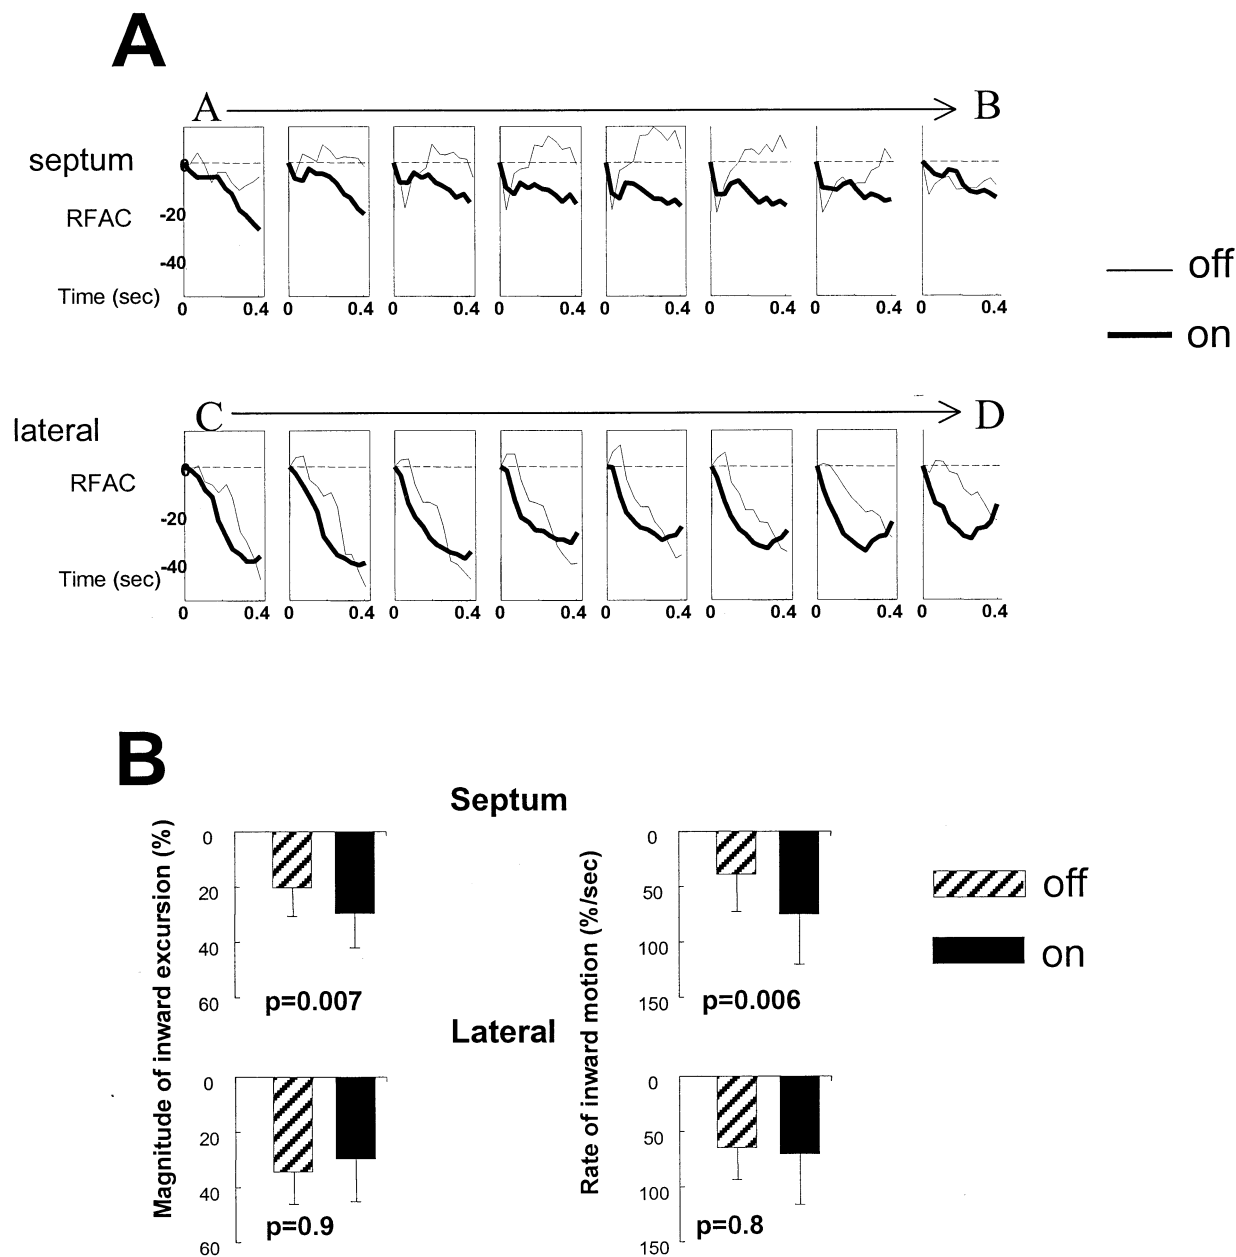 A
A B
septum
0
RFAC
-20
-40
Time (sec)
0 0.4 0 0.4 0 0.4 0 0.4 0 0.4 0 0.4 0 0.4 0 0.4
off
on
C D
lateral
0
RFAC
-20
-40
Time (sec)
0 0.4 0 0.4 0 0.4 0 0.4 0 0.4 0 0.4 0 0.4 0 0.4
B
Septum
Magnitude of inward excursion (%)
0
20
40
60
p=0.007
Rate of inward motion (%/sec)
0
50
100
150
p=0.006
off
on
Lateral
0
20
40
60
p=0.9
0
50
100
150
p=0.8